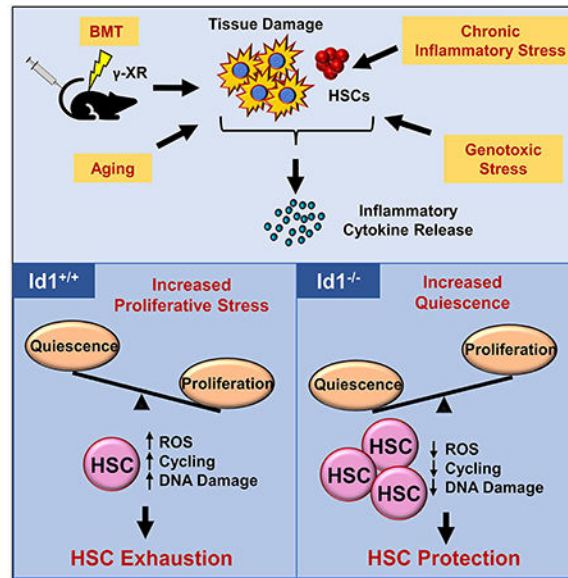 BMT
γ-XR
Aging
Tissue Damage
HSCs
Chronic
Inflammatory Stress
Genotoxic
Stress
Inflammatory
Cytokine Release
Id1+/+
Increased
Proliferative Stress
Quiescence
Proliferation
HSC
↑ ROS
↑ Cycling
↑ DNA Damage
HSC Exhaustion
Id1-/-
Increased
Quiescence
Proliferation
Quiescence
HSC
HSC
HSC
↓ ROS
↓ Cycling
↓ DNA Damage
HSC Protection